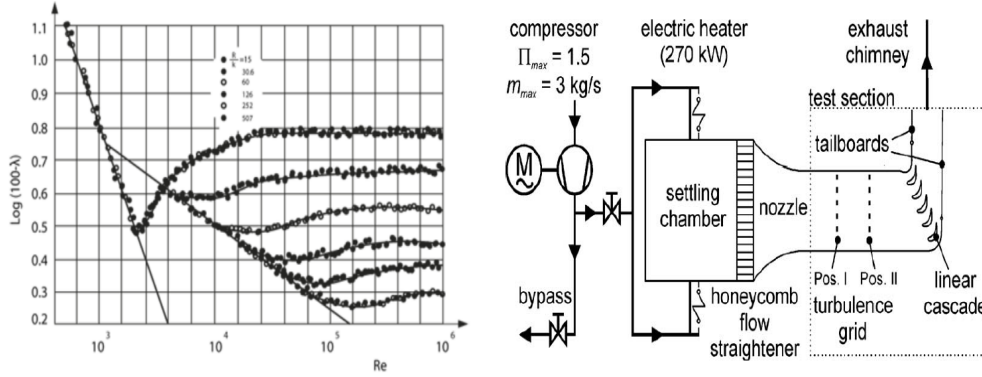 1.1
1.0
0.9
0.8
0.7
0.6
0.5
0.4
0.3
0.2
Log (100·λ)
R/k =15
30.6
60
126
252
507
10³
10⁴
10⁵
10⁶
Re
compressor
Πmax = 1.5
mmax = 3 kg/s
M
bypass
electric heater
(270 kW)
settling
chamber
nozzle
honeycomb
flow
straightener
exhaust
chimney
test section
tailboards
Pos. I
Pos. II
turbulence
grid
linear
cascade